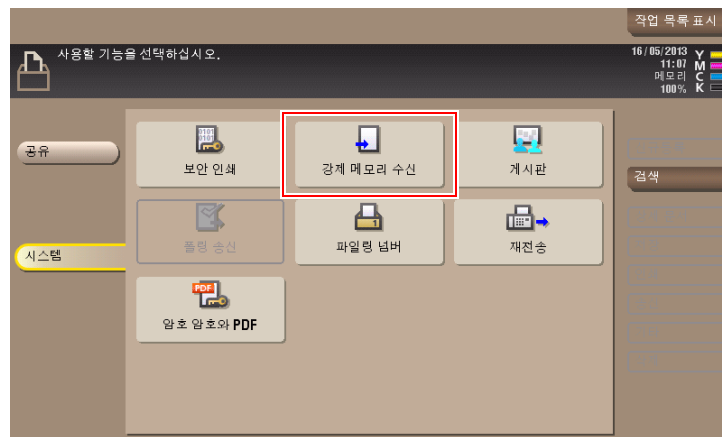 작업 목록 표시
사용할 기능을 선택하십시오.
16/05/2013
11:07
메모리
100%
Y
M
C
K
공유
시스템
보안 인쇄
강제 메모리 수신
게시판
폴링 송신
파일링 넘버
재전송
PDF
암호 암호와 PDF
검색